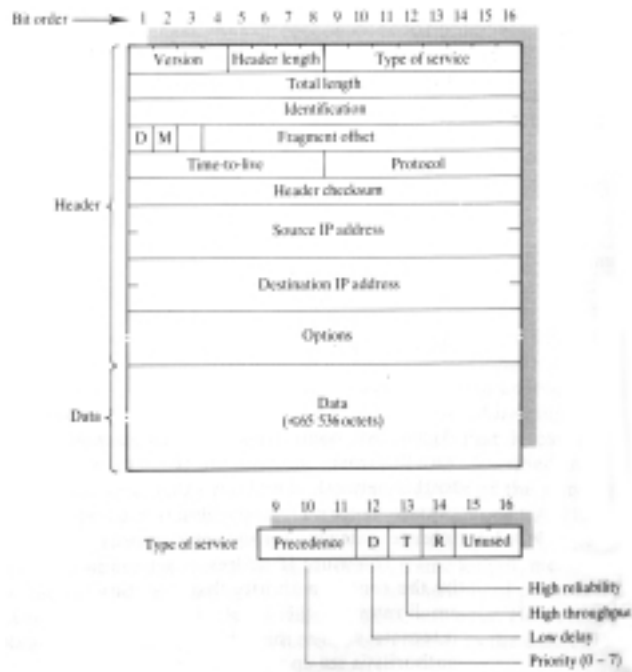 Bit order 1 2 3 4 5 6 7 8 9 10 11 12 13 14 15 16
Version Header length Type of service
Total length
Identification
D M Fragment offset
Time-to-live Protocol
Header checksum
Header
Source IP address
Destination IP address
Options
Data
Data
(≤65 536 octets)
9 10 11 12 13 14 15 16
Type of service Precedence D T R Unused
High reliability
High throughput
Low delay
Priority (0 – 7)